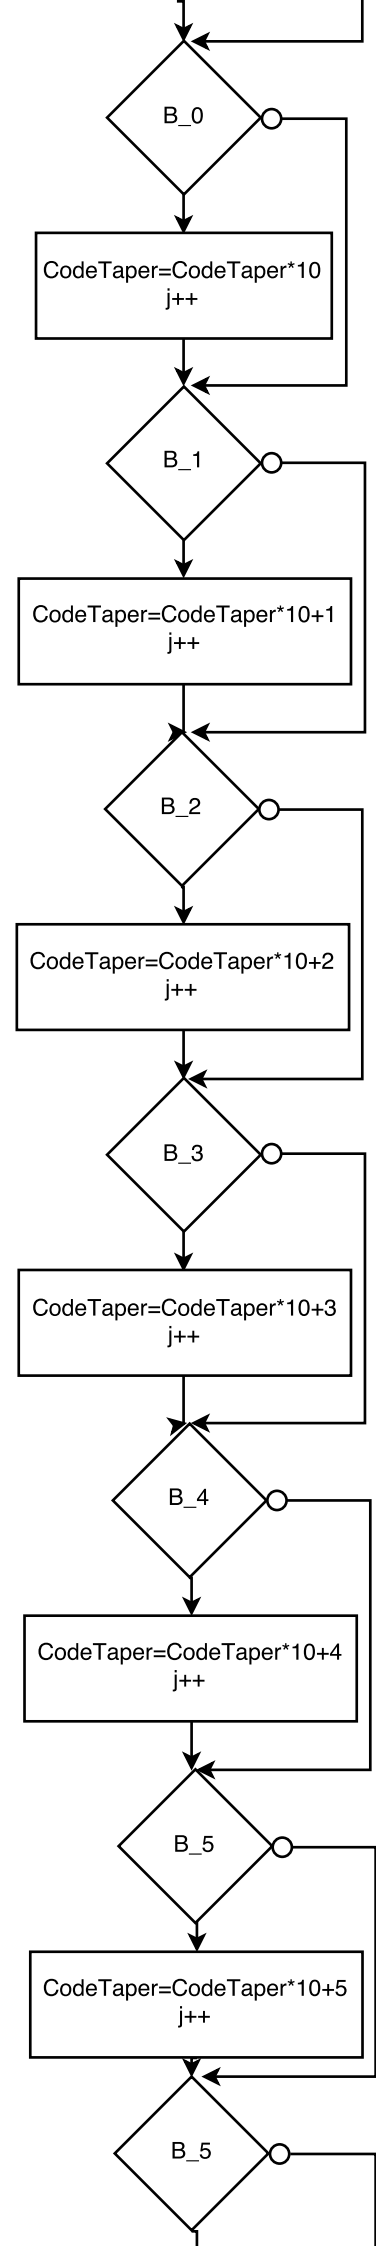 B_0
CodeTaper=CodeTaper*10
j++
B_1
CodeTaper=CodeTaper*10+1
j++
B_2
CodeTaper=CodeTaper*10+2
j++
B_3
CodeTaper=CodeTaper*10+3
j++
B_4
CodeTaper=CodeTaper*10+4
j++
B_5
CodeTaper=CodeTaper*10+5
j++
B_5